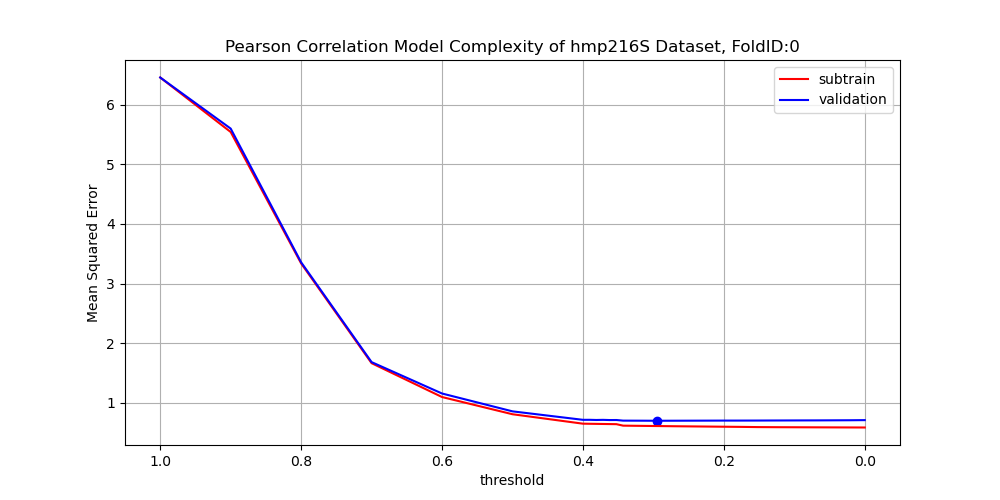 Pearson Correlation Model Complexity of hmp216S Dataset, FoldID:0
subtrain
validation
Mean Squared Error
6
5
4
3
2
1
1.0 0.8 0.6 0.4 0.2 0.0
threshold